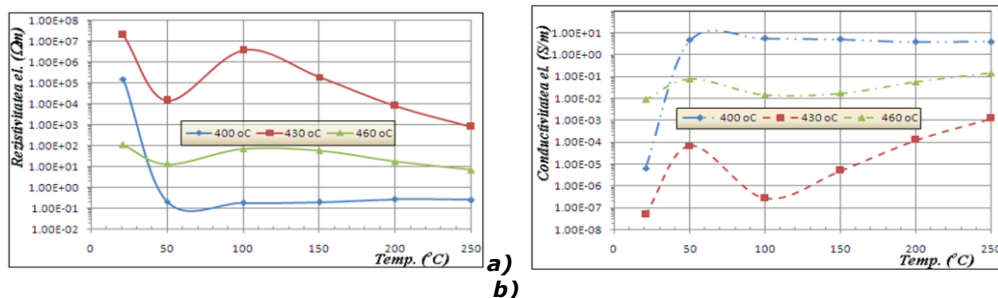 Rezistivitatea el. (Ωm)
1.00E+08
1.00E+07
1.00E+06
1.00E+05
1.00E+04
1.00E+03
1.00E+02
1.00E+01
1.00E+00
1.00E-01
1.00E-02
400 oC 430 oC 460 oC
0 50 100 150 200 250
Temp. (°C)
a)
Conductivitatea el. (S/m)
1.00E+01
1.00E+00
1.00E-01
1.00E-02
1.00E-03
1.00E-04
1.00E-05
1.00E-06
1.00E-07
1.00E-08
400 oC 430 oC 460 oC
0 50 100 150 200 250
Temp. (°C)
b)